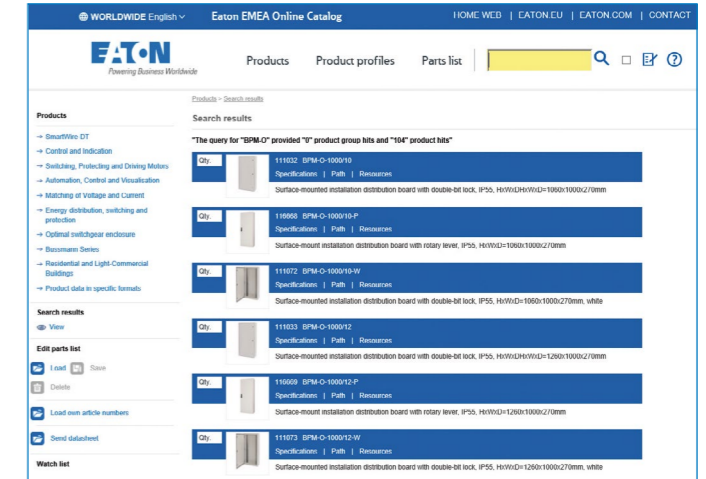 WORLDWIDE English
Eaton EMEA Online Catalog
HOME WEB | EATON.EU | EATON.COM | CONTACT
EATON
Powering Business Worldwide
Products
Product profiles
Parts list
Products > Search results
Products
→ SmartWire DT
→ Control and Indication
→ Switching, Protecting and Driving Motors
→ Automation, Control and Visualisation
→ Matching of Voltage and Current
→ Energy distribution, switching and
protection
→ Optimal switchgear enclosure
→ Bussmann Series
→ Residential and Light-Commercial
Buildings
→ Product data in specific formats
Search results
View
Edit parts list
Load
Save
Delete
Load own article numbers
Send datasheet
Watch list
Search results
"The query for "BPM-O" provided "0" product group hits and "104" product hits"
Qty.
111032 BPM-O-1000/10
Specifications | Path | Resources
Surface-mounted installation distribution board with double-bit lock, IP55, HxWxDHxWxD=1060x1000x270mm
Qty.
116668 BPM-O-1000/10-P
Specifications | Path | Resources
Surface-mount installation distribution board with rotary lever, IP55, HxWxD=1060x1000x270mm
Qty.
111072 BPM-O-1000/10-W
Specifications | Path | Resources
Surface-mounted installation distribution board with double-bit lock, IP55, HxWxD=1060x1000x270mm, white
Qty.
111033 BPM-O-1000/12
Specifications | Path | Resources
Surface-mounted installation distribution board with double-bit lock, IP55, HxWxDHxWxD=1260x1000x270mm
Qty.
116669 BPM-O-1000/12-P
Specifications | Path | Resources
Surface-mount installation distribution board with rotary lever, IP55, HxWxD=1260x1000x270mm
Qty.
111073 BPM-O-1000/12-W
Specifications | Path | Resources
Surface-mounted installation distribution board with double-bit lock, IP55, HxWxD=1260x1000x270mm, white